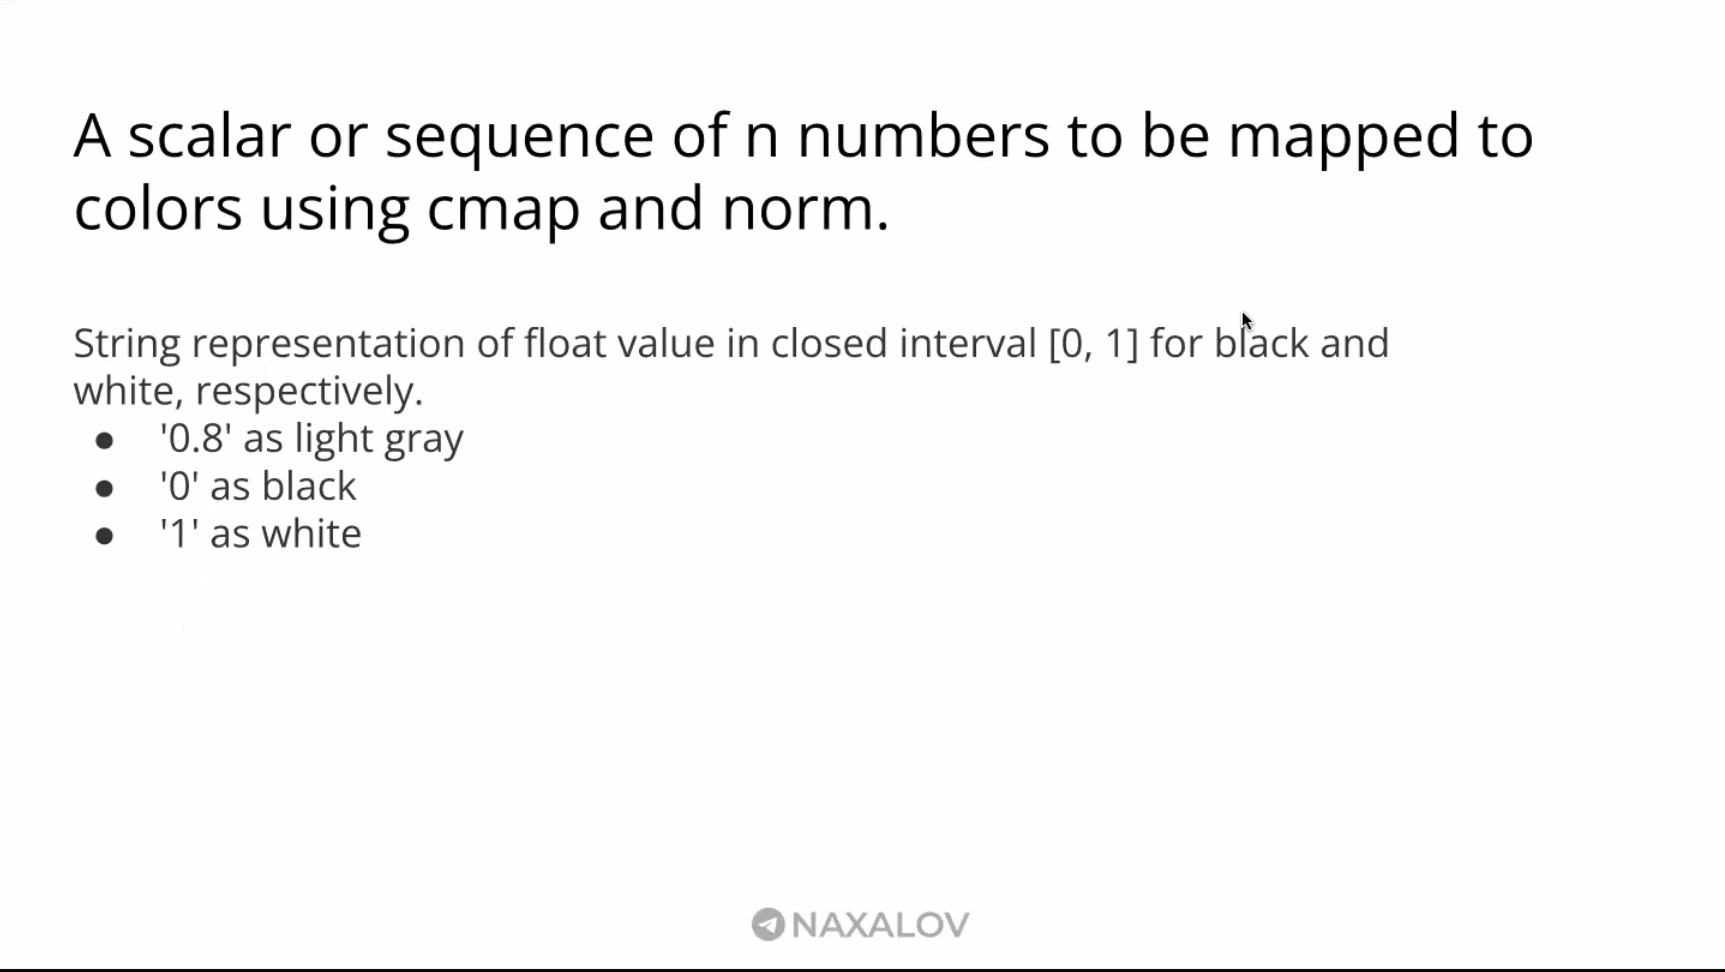 A scalar or sequence of n numbers to be mapped to
colors using cmap and norm.
String representation of float value in closed interval [0, 1] for black and
white, respectively.
● '0.8' as light gray
● '0' as black
● '1' as white
NAXALOV